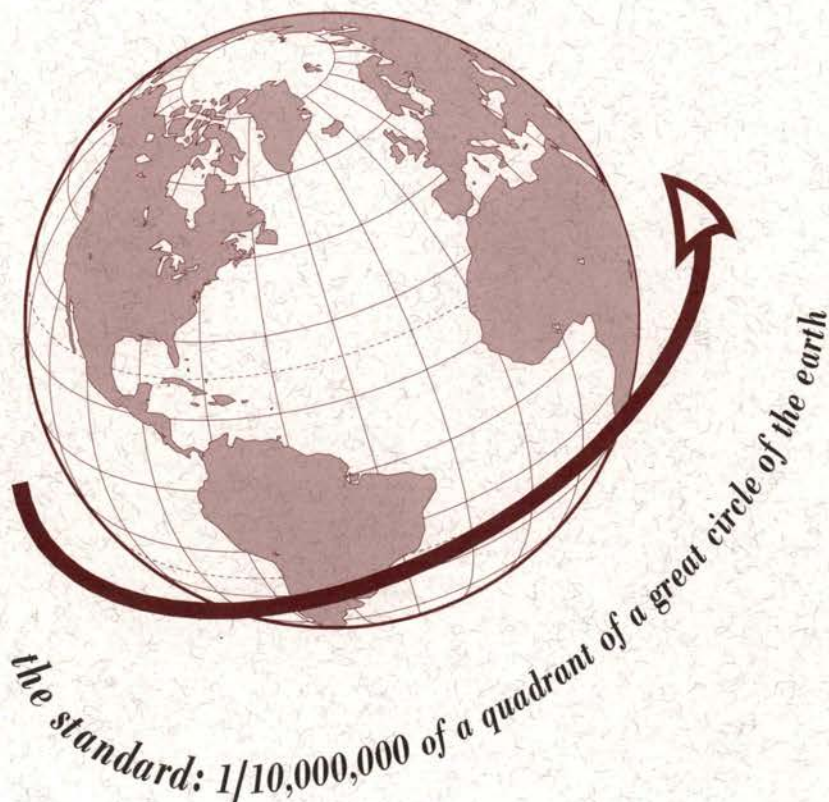 the standard: 1/10,000,000 of a quadrant of a great circle of the earth